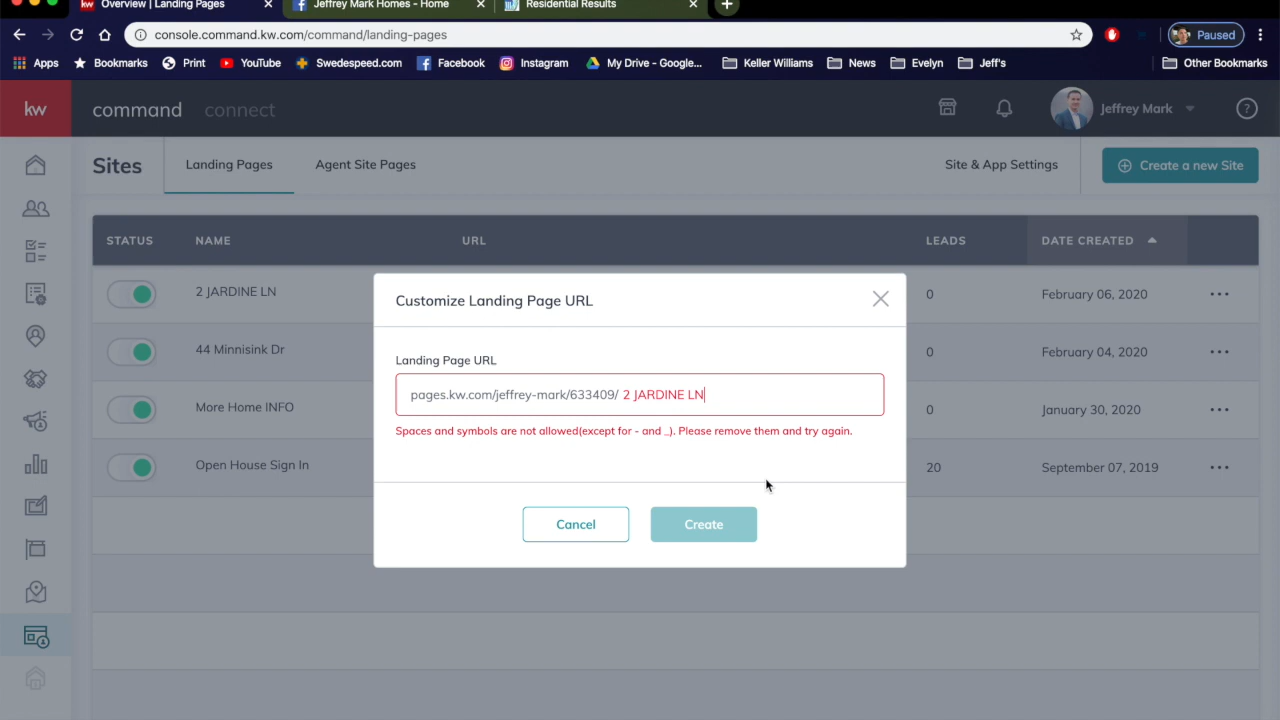 Overview | Landing Pages
Jeffrey Mark Homes - Home
Residential Results
console.command.kw.com/command/landing-pages
Paused
Apps
Bookmarks
Print
YouTube
Swedespeed.com
Facebook
Instagram
My Drive - Google...
Keller Williams
News
Evelyn
Jeff's
Other Bookmarks
kw
command
connect
Jeffrey Mark
Sites
Landing Pages
Agent Site Pages
Site & App Settings
Create a new Site
STATUS
NAME
URL
LEADS
DATE CREATED
2 JARDINE LN
0
February 06, 2020
44 Minnisink Dr
0
February 04, 2020
More Home INFO
0
January 30, 2020
Open House Sign In
20
September 07, 2019
Customize Landing Page URL
Landing Page URL
pages.kw.com/jeffrey-mark/633409/ 2 JARDINE LN
Spaces and symbols are not allowed(except for - and _). Please remove them and try again.
Cancel
Create